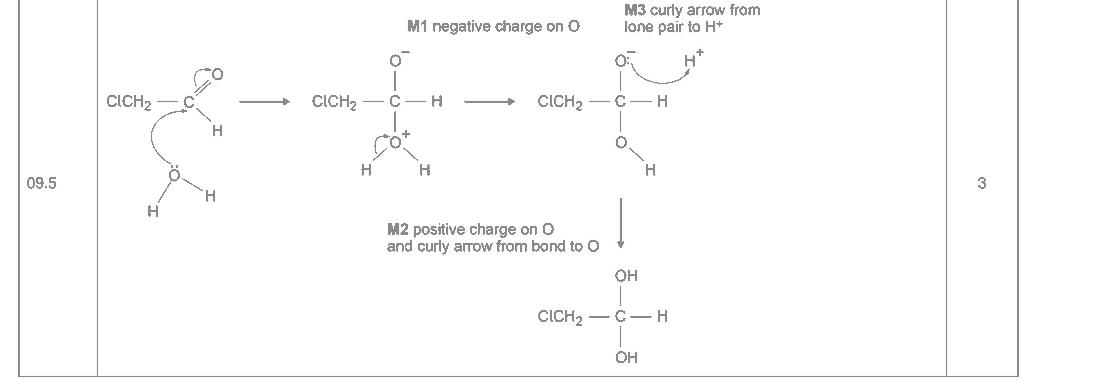 M3 curly arrow from
M1 negative charge on O
lone pair to H⁺
O
O⁻
O:⁻
H⁺
ClCH₂ — C
H
ClCH₂ — C — H
ClCH₂ — C — H
Ö
H
H
O⁺
H
H
O
H
09.5
3
M2 positive charge on O
and curly arrow from bond to O
OH
ClCH₂ — C — H
OH